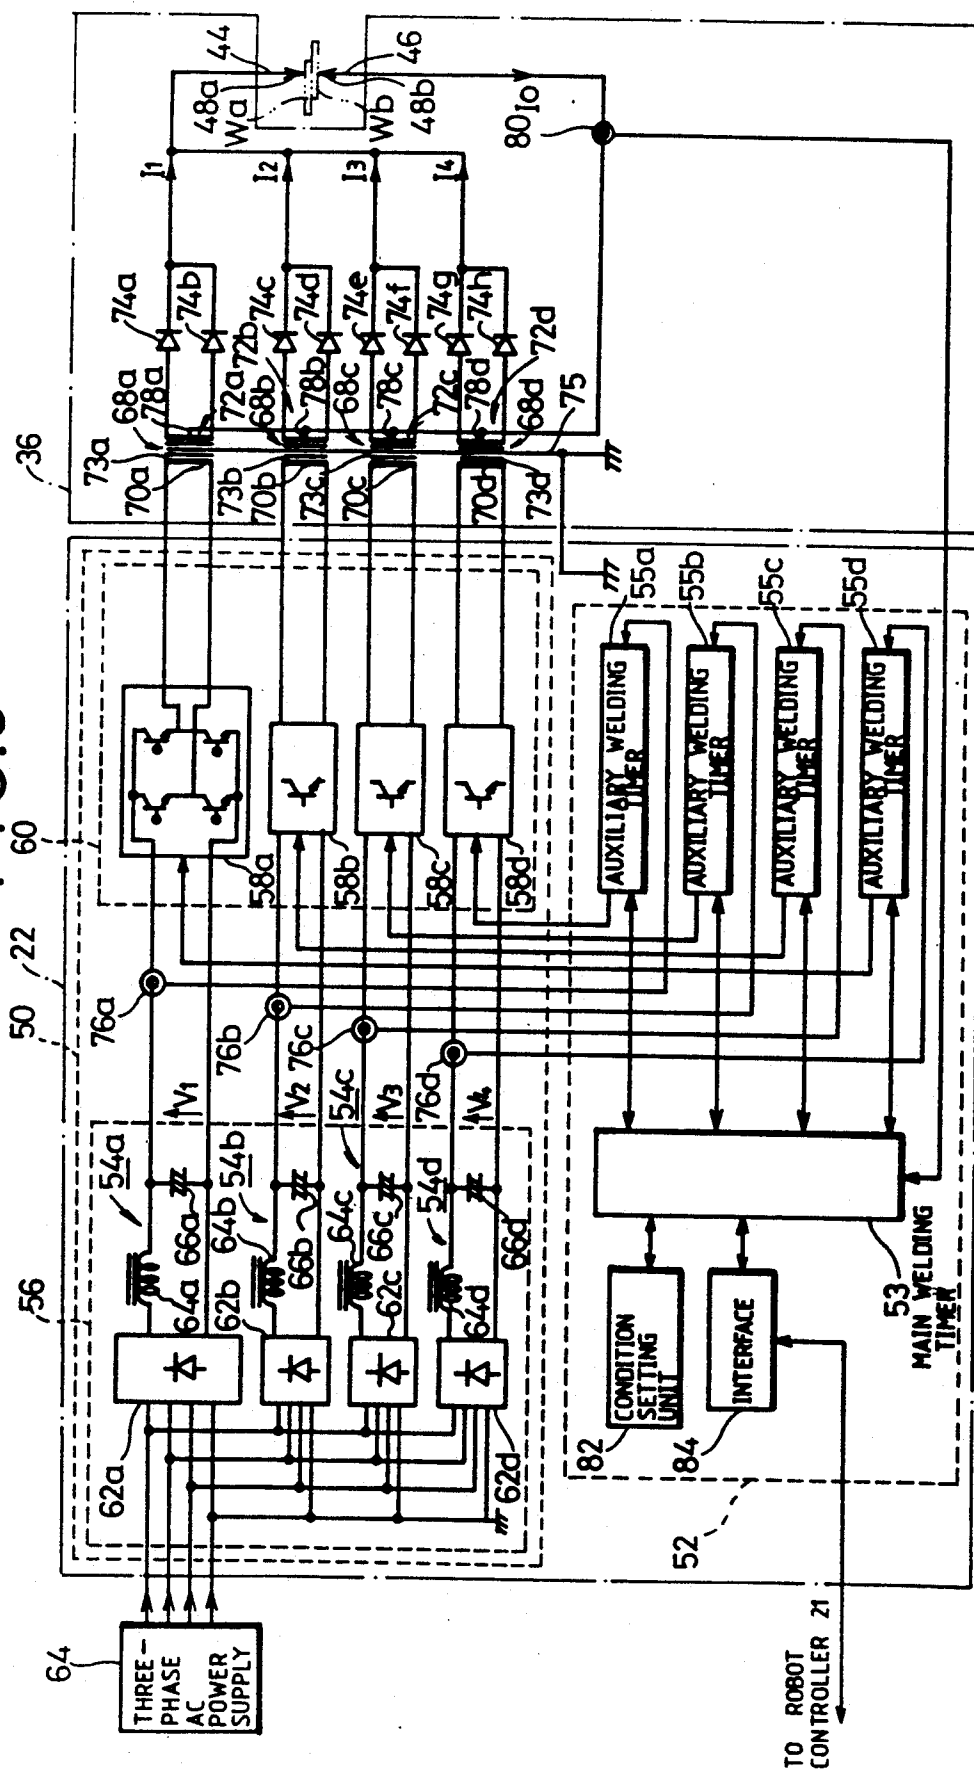 64
THREE-
PHASE
AC
POWER
SUPPLY
22
50
56
60
36
62a
64a
66a
54a
V1
76a
58a
62b
64b
66b
54b
V2
76b
58b
62c
64c
66c
54c
V3
76c
58c
62d
64d
66d
54d
V4
76d
58d
73a
68a
78a
70a
72a
74a
74b
I1
73b
70b
68b
72b
78b
74c
74d
I2
73c
70c
68c
78c
72c
74e
74f
I3
70d
73d
68d
78d
72d
74g
74h
I4
75
44
48a
Wa
Wb
48b
46
80
I0
AUXILIARY WELDING
TIMER
55a
AUXILIARY WELDING
TIMER
55b
AUXILIARY WELDING
TIMER
55c
AUXILIARY WELDING
TIMER
55d
82
CONDITION
SETTING
UNIT
84
INTERFACE
53
MAIN WELDING
TIMER
52
TO ROBOT
CONTROLLER 21